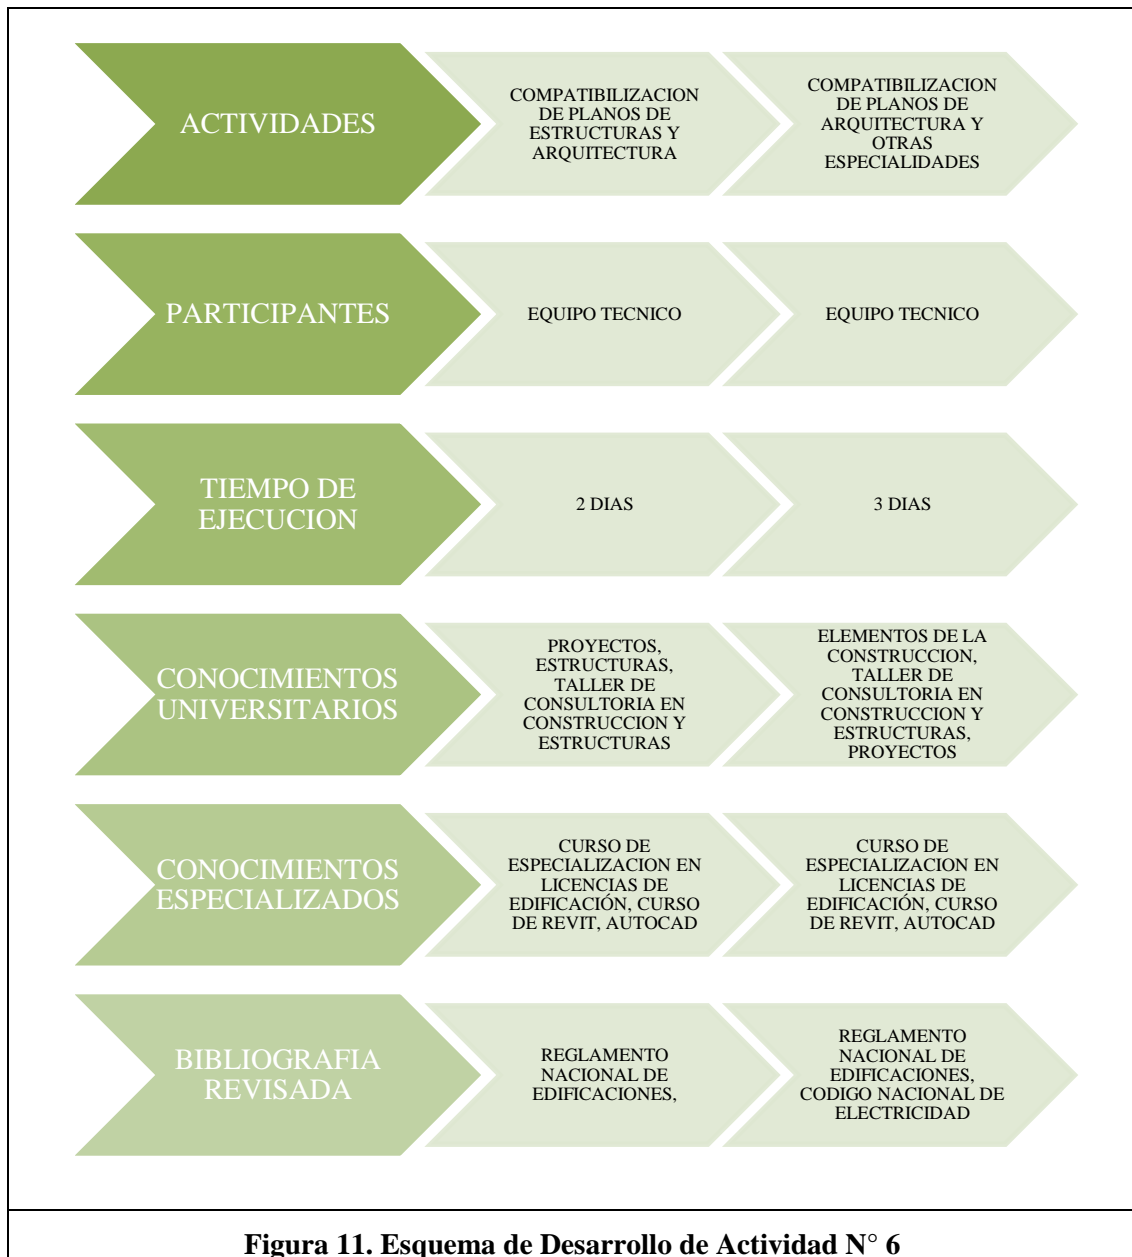 ACTIVIDADES
COMPATIBILIZACION
DE PLANOS DE
ESTRUCTURAS Y
ARQUITECTURA
COMPATIBILIZACION
DE PLANOS DE
ARQUITECTURA Y
OTRAS
ESPECIALIDADES
PARTICIPANTES
EQUIPO TECNICO
EQUIPO TECNICO
TIEMPO DE
EJECUCION
2 DIAS
3 DIAS
CONOCIMIENTOS
UNIVERSITARIOS
PROYECTOS,
ESTRUCTURAS,
TALLER DE
CONSULTORIA EN
CONSTRUCCION Y
ESTRUCTURAS
ELEMENTOS DE LA
CONSTRUCCION,
TALLER DE
CONSULTORIA EN
CONSTRUCCION Y
ESTRUCTURAS,
PROYECTOS
CONOCIMIENTOS
ESPECIALIZADOS
CURSO DE
ESPECIALIZACION EN
LICENCIAS DE
EDIFICACIÓN, CURSO
DE REVIT, AUTOCAD
CURSO DE
ESPECIALIZACION EN
LICENCIAS DE
EDIFICACIÓN, CURSO
DE REVIT, AUTOCAD
BIBLIOGRAFIA
REVISADA
REGLAMENTO
NACIONAL DE
EDIFICACIONES,
REGLAMENTO
NACIONAL DE
EDIFICACIONES,
CODIGO NACIONAL DE
ELECTRICIDAD
Figura 11. Esquema de Desarrollo de Actividad N° 6